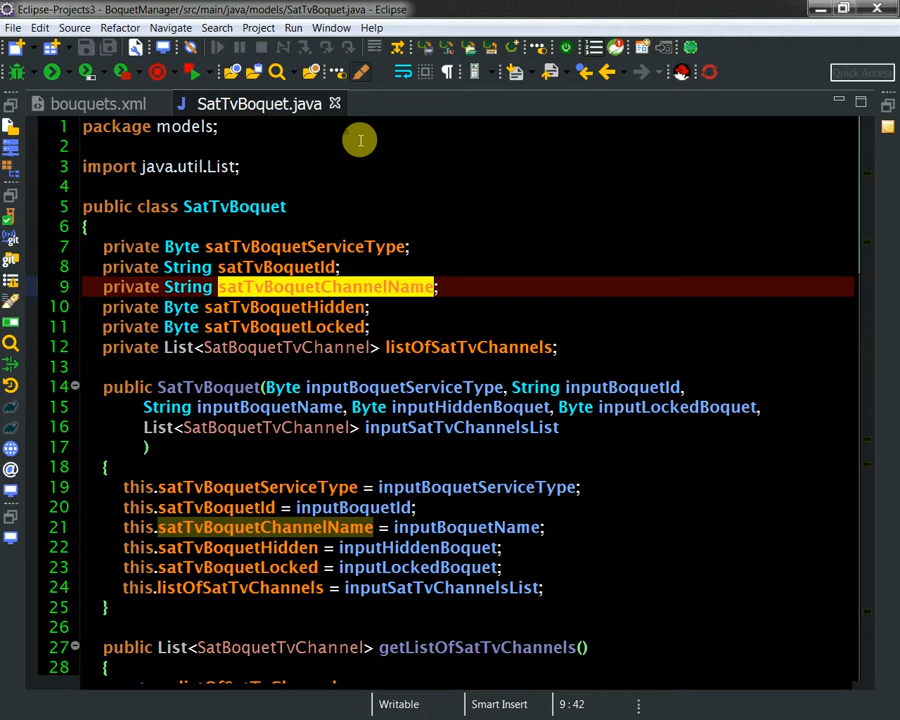 Eclipse-Projects3 - BoquetManager/src/main/java/models/SatTvBoquet.java - Eclipse
File Edit Source Refactor Navigate Search Project Run Window Help
Quick Access
bouquets.xml SatTvBoquet.java
1 package models;
2
3 import java.util.List;
4
5 public class SatTvBoquet
6 {
7 private Byte satTvBoquetServiceType;
8 private String satTvBoquetId;
9 private String satTvBoquetChannelName;
10 private Byte satTvBoquetHidden;
11 private Byte satTvBoquetLocked;
12 private List<SatBoquetTvChannel> listOfSatTvChannels;
13
14 public SatTvBoquet(Byte inputBoquetServiceType, String inputBoquetId,
15 String inputBoquetName, Byte inputHiddenBoquet, Byte inputLockedBoquet,
16 List<SatBoquetTvChannel> inputSatTvChannelsList
17 )
18 {
19 this.satTvBoquetServiceType = inputBoquetServiceType;
20 this.satTvBoquetId = inputBoquetId;
21 this.satTvBoquetChannelName = inputBoquetName;
22 this.satTvBoquetHidden = inputHiddenBoquet;
23 this.satTvBoquetLocked = inputLockedBoquet;
24 this.listOfSatTvChannels = inputSatTvChannelsList;
25 }
26
27 public List<SatBoquetTvChannel> getListOfSatTvChannels()
28 {
Writable Smart Insert 9 : 42